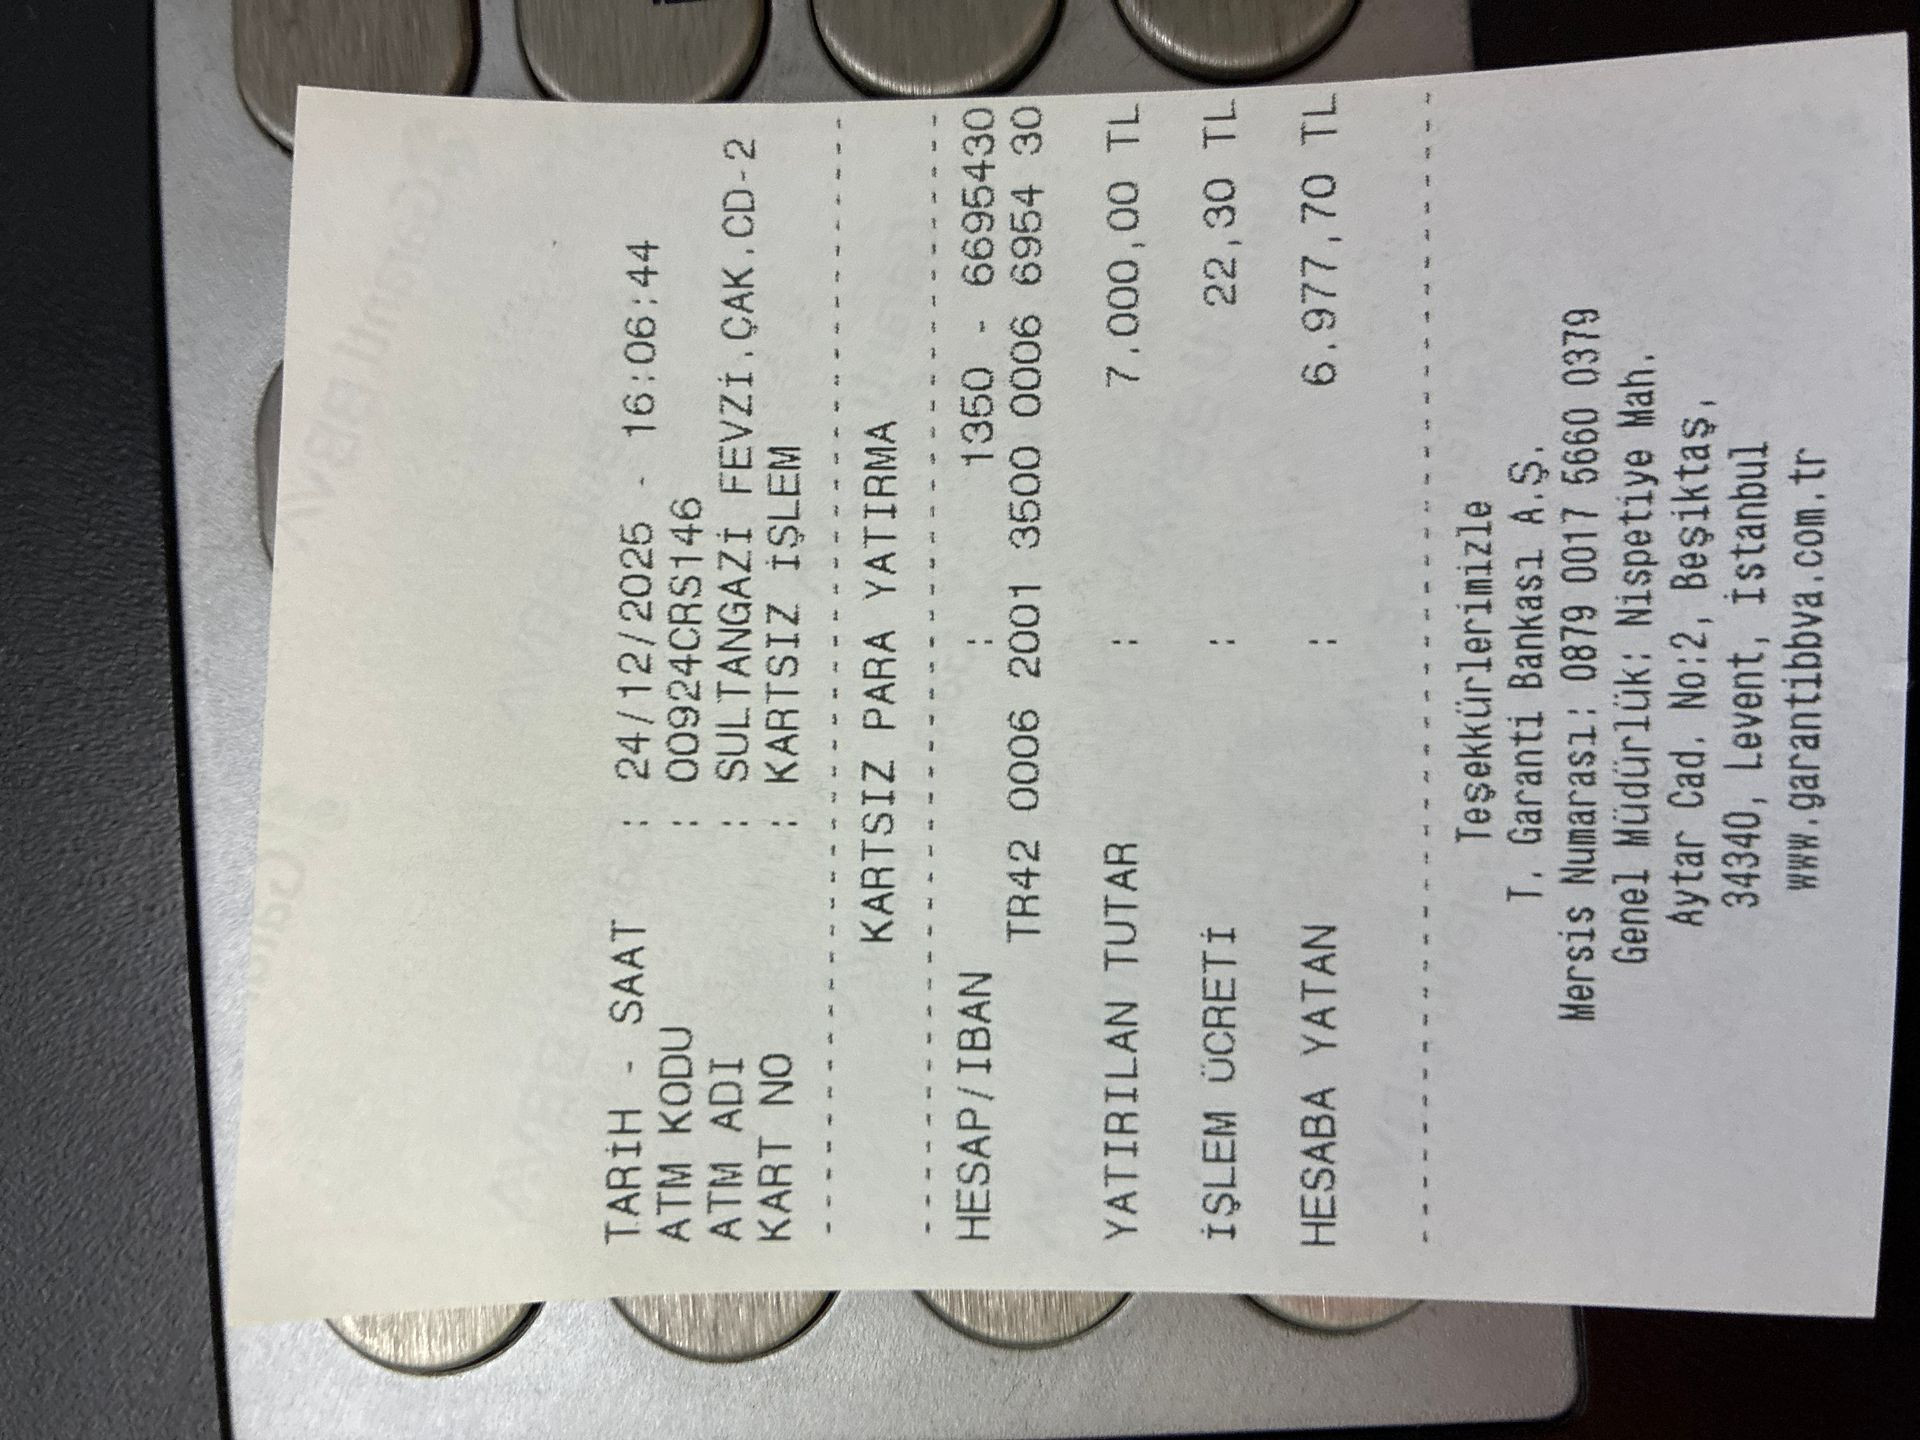 TARİH - SAAT : 24/12/2025 - 16:06:44
ATM KODU : 00924CRS146
ATM ADI : SULTANGAZİ FEVZİ.ÇAK.CD-2
KART NO : KARTSIZ İŞLEM
KARTSIZ PARA YATIRMA
HESAP/IBAN : 1350 - 6695430
TR42 0006 2001 3500 0006 6954 30
YATIRILAN TUTAR : 7.000,00 TL
İŞLEM ÜCRETİ : 22,30 TL
HESABA YATAN : 6.977,70 TL
Teşekkürlerimizle
T. Garanti Bankası A.Ş.
Mersis Numarası: 0879 0017 5660 0379
Genel Müdürlük: Nispetiye Mah.
Aytar Cad. No:2, Beşiktaş,
34340, Levent, İstanbul
www.garantibbva.com.tr